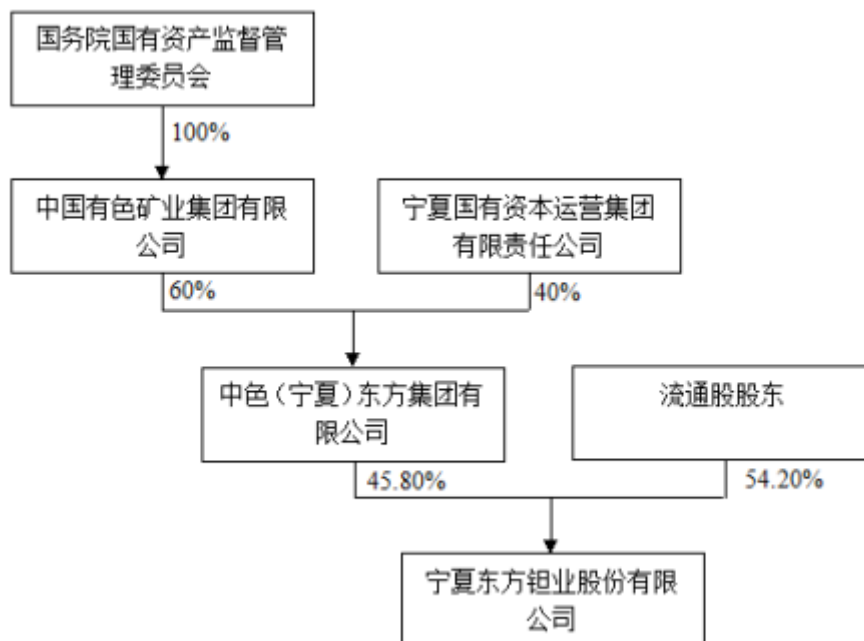 国务院国有资产监督管
理委员会
100%
中国有色矿业集团有限
公司
宁夏国有资本运营集团
有限责任公司
60%
40%
中色（宁夏）东方集团有
限公司
流通股股东
45.80%
54.20%
宁夏东方钽业股份有限
公司